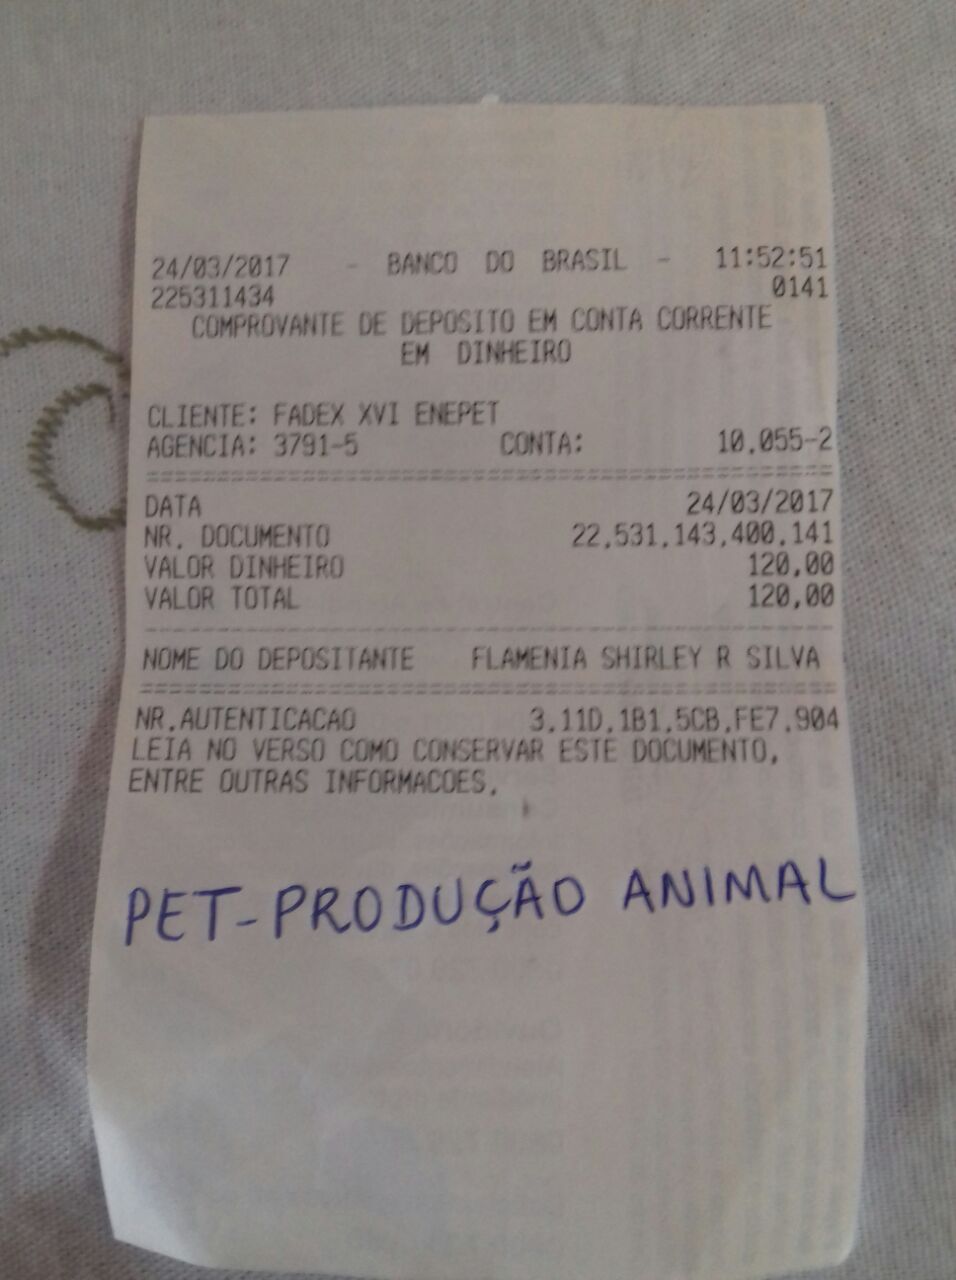 24/03/2017 - BANCO DO BRASIL - 11:52:51
225311434 0141
COMPROVANTE DE DEPOSITO EM CONTA CORRENTE
EM DINHEIRO
CLIENTE: FADEX XVI ENEPET
AGENCIA: 3791-5 CONTA: 10.055-2
DATA 24/03/2017
NR. DOCUMENTO 22.531.143.400.141
VALOR DINHEIRO 120,00
VALOR TOTAL 120,00
NOME DO DEPOSITANTE FLAMENIA SHIRLEY R SILVA
NR.AUTENTICACAO 3.11D.1B1.5CB.FE7.904
LEIA NO VERSO COMO CONSERVAR ESTE DOCUMENTO,
ENTRE OUTRAS INFORMACOES.
PET-PRODUÇÃO ANIMAL